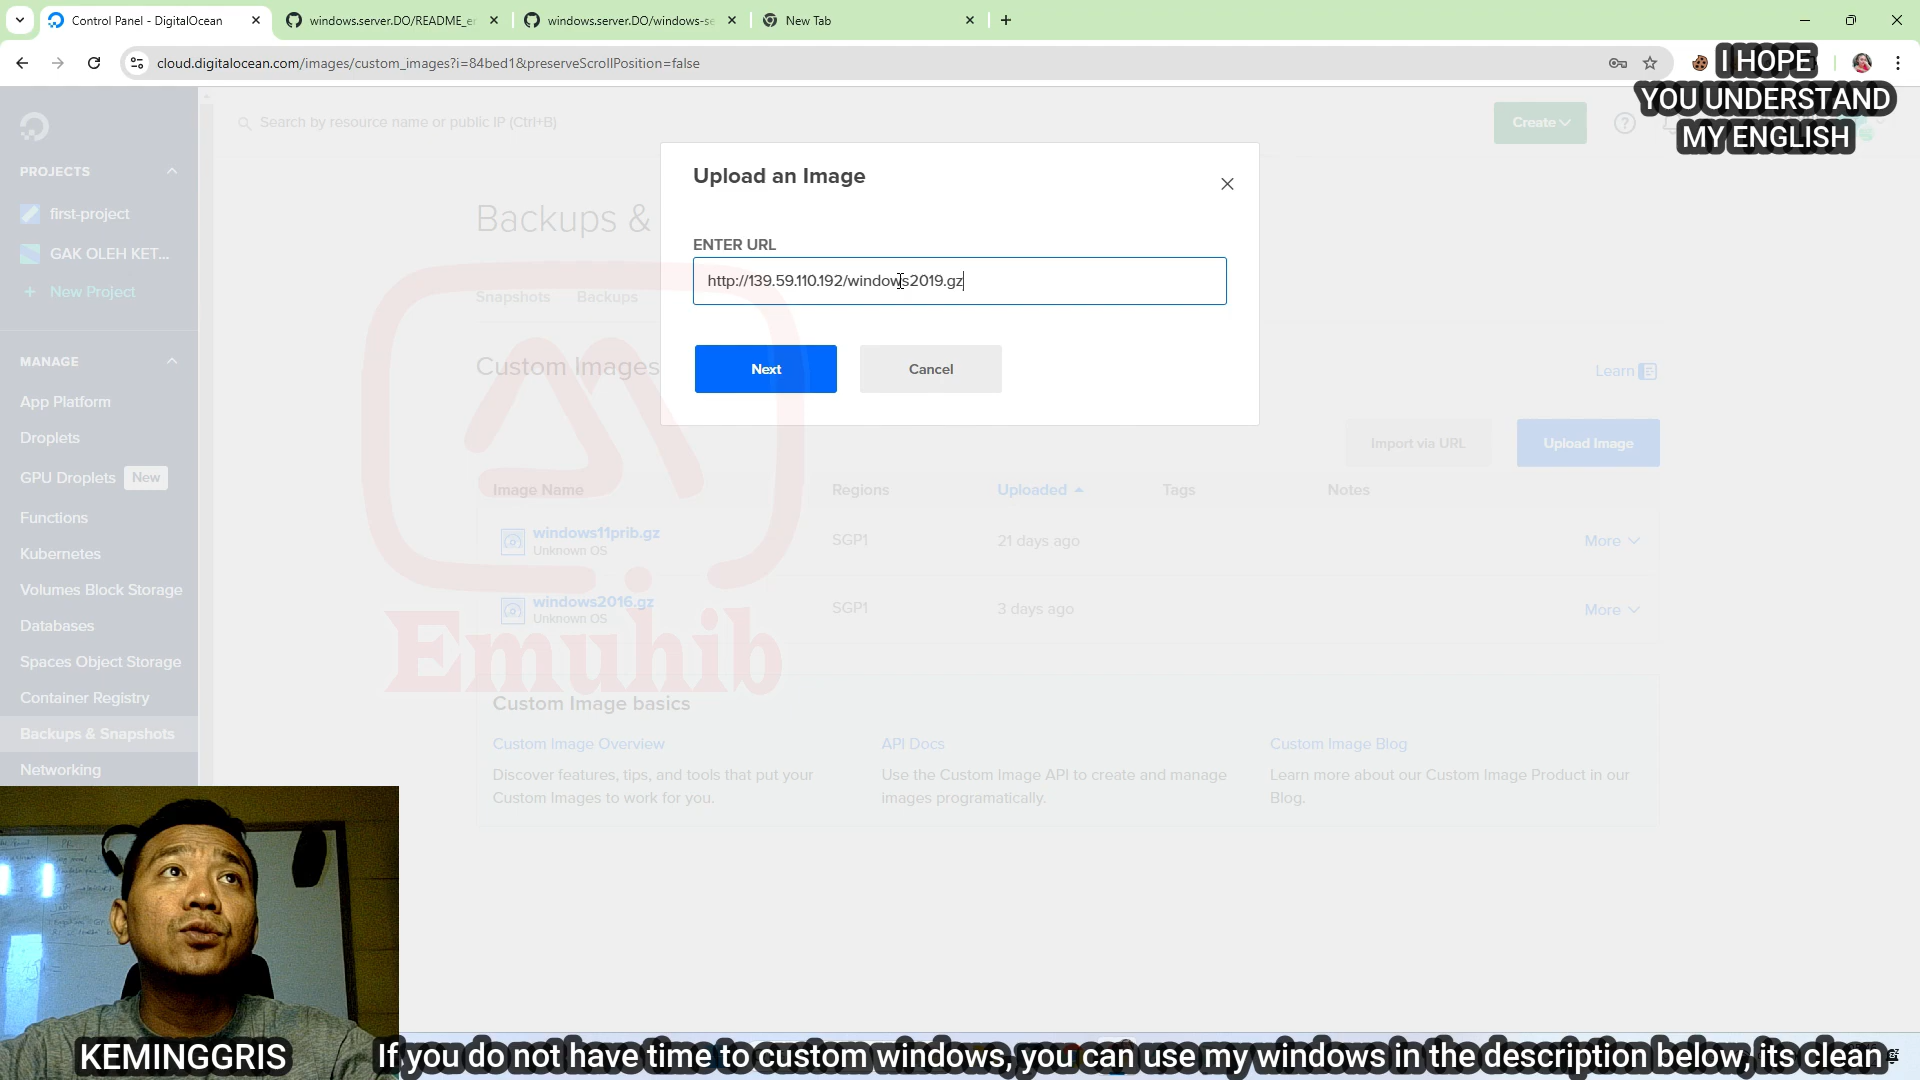 Control Panel - DigitalOcean
windows.server.DO/README_e
windows.server.DO/windows-se
New Tab
cloud.digitalocean.com/images/custom_images?i=84bed1&preserveScrollPosition=false
I HOPE
YOU UNDERSTAND
MY ENGLISH
Search by resource name or public IP (Ctrl+B)
Create
PROJECTS
first-project
GAK OLEH KET...
+ New Project
MANAGE
App Platform
Droplets
GPU Droplets New
Functions
Kubernetes
Volumes Block Storage
Databases
Spaces Object Storage
Container Registry
Backups & Snapshots
Networking
Upload an Image
ENTER URL
http://139.59.110.192/windows2019.gz
Next
Cancel
Backups &
Snapshots
Backups
Custom Images
Learn
Import via URL
Upload Image
Image Name
Regions
Uploaded
Tags
Notes
windows11prib.gz
Unknown OS
SGP1
21 days ago
More
windows2016.gz
Unknown OS
SGP1
3 days ago
More
Emuhib
Custom Image basics
Custom Image Overview
Discover features, tips, and tools that put your
Custom Images to work for you.
API Docs
Use the Custom Image API to create and manage
images programatically.
Custom Image Blog
Learn more about our Custom Image Product in our
Blog.
KEMINGGRIS
If you do not have time to custom windows, you can use my windows in the description below, its clean